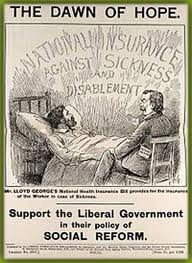 THE DAWN OF HOPE.
NATIONAL INSURANCE
AGAINST SICKNESS
AND
DISABLEMENT
Mr. LLOYD GEORGE'S National Health Insurance Bill provides for the insurance
of the Worker in case of Sickness.
Support the Liberal Government
in their policy of
SOCIAL REFORM.